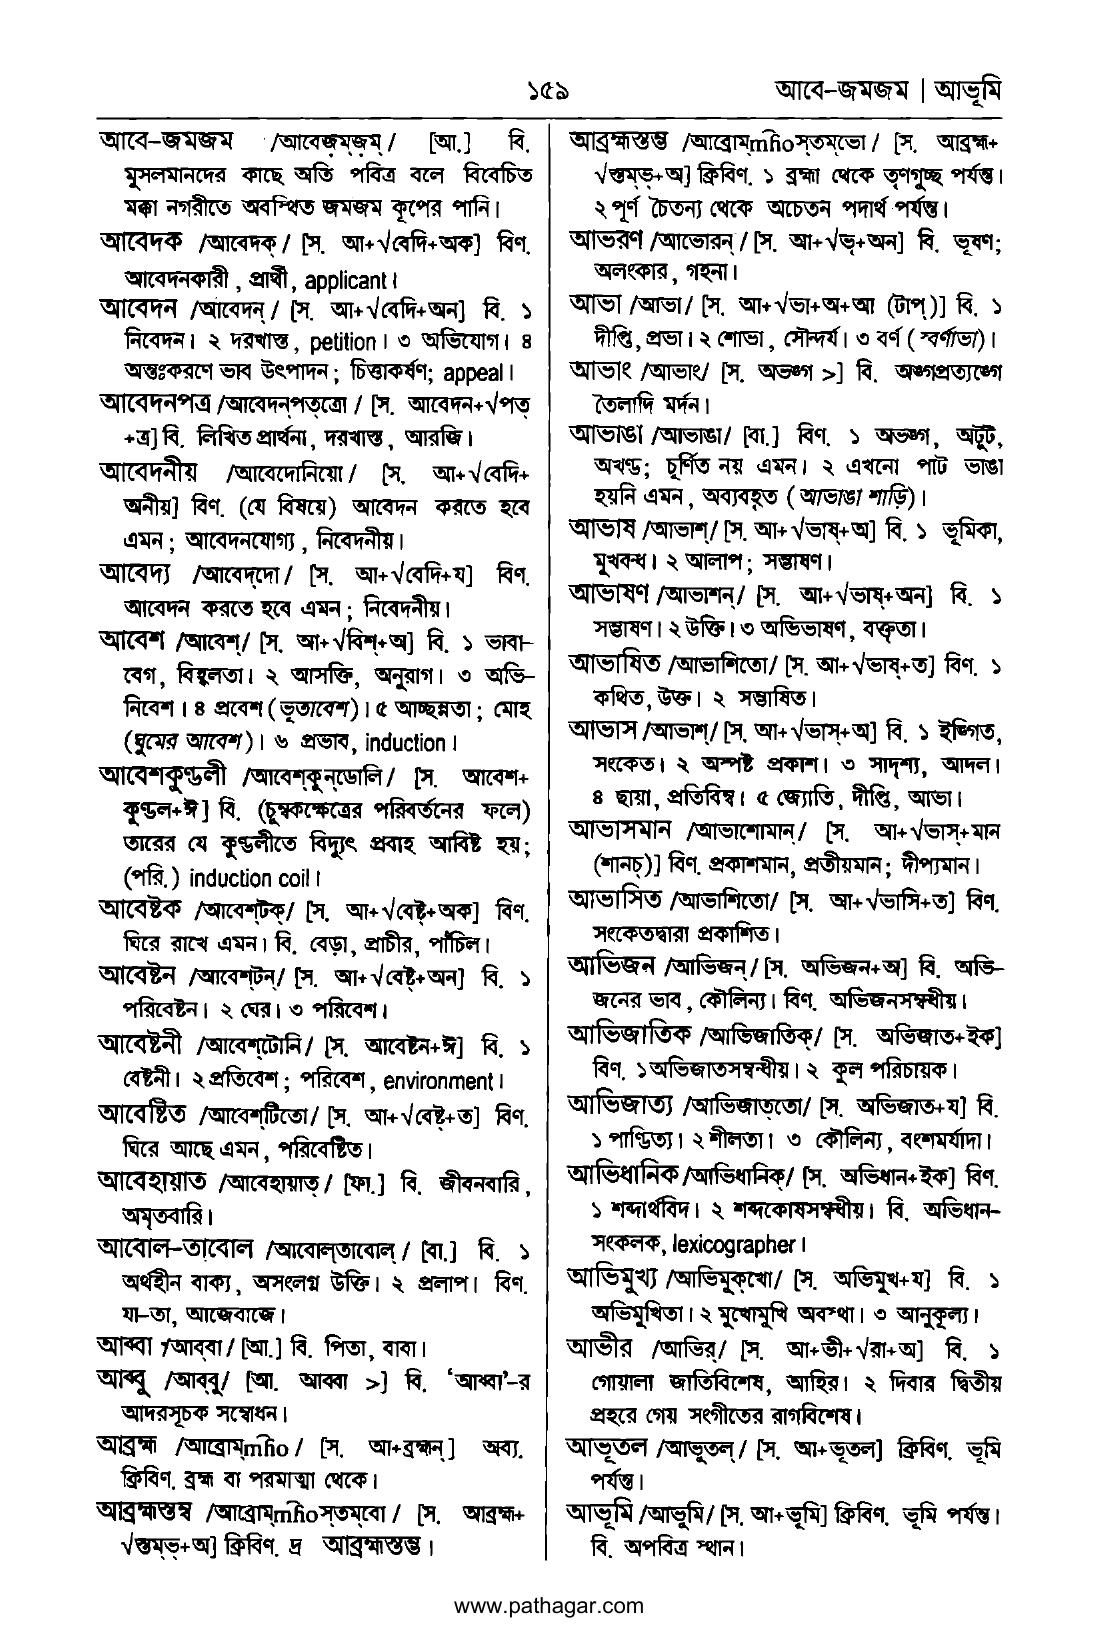 ১৫৯
আবে-জমজম | আভূমি
আবে-জমজম /আবেজ়ম্‌জ়ম্‌/ [আ.] বি.
মুসলমানদের কাছে অতি পবিত্র বলে বিবেচিত
মক্কা নগরীতে অবস্থিত জমজম কূপের পানি।
আবেদক /আবেদক্‌/ [স. আ+√বেদি+অক] বিণ.
আবেদনকারী, প্রার্থী, applicant।
আবেদন /আবেদন্‌/ [স. আ+√বেদি+অন] বি. ১
নিবেদন। ২ দরখাস্ত, petition। ৩ অভিযোগ। ৪
অন্তঃকরণে ভাব উৎপাদন; চিত্তাকর্ষণ; appeal।
আবেদনপত্র /আবেদন্‌পত্‌ত্রো/ [স. আবেদন+√পত্‌
+ত্র] বি. লিখিত প্রার্থনা, দরখাস্ত, আরজি।
আবেদনীয় /আবেদোনিয়ো/ [স. আ+√বেদি+
অনীয়] বিণ. (যে বিষয়ে) আবেদন করতে হবে
এমন; আবেদনযোগ্য, নিবেদনীয়।
আবেদ্য /আবেদ্‌দো/ [স. আ+√বেদি+য] বিণ.
আবেদন করতে হবে এমন; নিবেদনীয়।
আবেশ /আবেশ্‌/ [স. আ+√বিশ্‌+অ] বি. ১ ভাবা-
বেগ, বিহ্বলতা। ২ আসক্তি, অনুরাগ। ৩ অভি-
নিবেশ। ৪ প্রবেশ (ভূতাবেশ)। ৫ আচ্ছন্নতা; মোহ
(ঘুমের আবেশ)। ৬ প্রভাব, induction।
আবেশকুণ্ডলী /আবেশ্‌কুন্‌ডোলি/ [স. আবেশ+
কুণ্ডল+ঈ] বি. (চুম্বকক্ষেত্রের পরিবর্তনের ফলে)
তারের যে কুণ্ডলীতে বিদ্যুৎ প্রবাহ আবিষ্ট হয়;
(পরি.) induction coil।
আবেষ্টক /আবেশ্‌টক্‌/ [স. আ+√বেষ্ট্‌+অক] বিণ.
ঘিরে রাখে এমন। বি. বেড়া, প্রাচীর, পাঁচিল।
আবেষ্টন /আবেশ্‌টন্‌/ [স. আ+√বেষ্ট্‌+অন] বি. ১
পরিবেষ্টন। ২ ঘের। ৩ পরিবেশ।
আবেষ্টনী /আবেশ্‌টোনি/ [স. আবেষ্টন+ঈ] বি. ১
বেষ্টনী। ২ প্রতিবেশ; পরিবেশ, environment।
আবেষ্টিত /আবেশ্‌টিতো/ [স. আ+√বেষ্ট্‌+ত] বিণ.
ঘিরে আছে এমন, পরিবেষ্টিত।
আবেহায়াত /আবেহায়াত্‌/ [ফা.] বি. জীবনবারি,
অমৃতবারি।
আবোল-তাবোল /আবোল্‌তাবোল্‌/ [বা.] বি. ১
অর্থহীন বাক্য, অসংলগ্ন উক্তি। ২ প্রলাপ। বিণ.
যা-তা, আজেবাজে।
আব্বা /আব্‌বা/ [আ.] বি. পিতা, বাবা।
আব্বু /আব্‌বু/ [আ. আব্বা >] বি. ‘আব্বা’-র
আদরসূচক সম্বোধন।
আব্রহ্ম /আব্রোম্‌mɦo/ [স. আ+ব্রহ্মন্‌] অব্য.
ক্রিবিণ. ব্রহ্ম বা পরমাত্মা থেকে।
আব্রহ্মস্তম্ব /আব্রোম্‌mɦoস্‌তম্‌বো/ [স. আব্রহ্ম+
√স্তম্‌ভ্‌+অ] ক্রিবিণ. দ্র আব্রহ্মস্তম্ভ।
আব্রহ্মস্তম্ভ /আব্রোম্‌mɦoস্‌তম্‌ভো/ [স. আব্রহ্ম+
√স্তম্‌ভ্‌+অ] ক্রিবিণ. ১ ব্রহ্মা থেকে তৃণগুচ্ছ পর্যন্ত।
২ পূর্ণ চৈতন্য থেকে অচেতন পদার্থ পর্যন্ত।
আভরণ /আভোরন্‌/ [স. আ+√ভৃ+অন] বি. ভূষণ;
অলংকার, গহনা।
আভা /আভা/ [স. আ+√ভা+অ+আ (টাপ্‌)] বি. ১
দীপ্তি, প্রভা। ২ শোভা, সৌন্দর্য। ৩ বর্ণ (স্বর্ণাভা)।
আভাং /আভাং/ [স. অভ্যঙ্গ >] বি. অঙ্গপ্রত্যঙ্গে
তৈলাদি মর্দন।
আভাঙা /আভাঙা/ [বা.] বিণ. ১ অভঙ্গ, অটুট,
অখণ্ড; চূর্ণিত নয় এমন। ২ এখনো পাট ভাঙা
হয়নি এমন, অব্যবহৃত (আভাঙা শাড়ি)।
আভাষ /আভাশ্‌/ [স. আ+√ভাষ্‌+অ] বি. ১ ভূমিকা,
মুখবন্ধ। ২ আলাপ; সম্ভাষণ।
আভাষণ /আভাশন্‌/ [স. আ+√ভাষ্‌+অন] বি. ১
সম্ভাষণ। ২ উক্তি। ৩ অভিভাষণ, বক্তৃতা।
আভাষিত /আভাশিতো/ [স. আ+√ভাষ্‌+ত] বিণ. ১
কথিত, উক্ত। ২ সম্ভাষিত।
আভাস /আভাশ্‌/ [স. আ+√ভাস্‌+অ] বি. ১ ইঙ্গিত,
সংকেত। ২ অস্পষ্ট প্রকাশ। ৩ সাদৃশ্য, আদল।
৪ ছায়া, প্রতিবিম্ব। ৫ জ্যোতি, দীপ্তি, আভা।
আভাসমান /আভাশোমান্‌/ [স. আ+√ভাস্‌+মান
(শানচ্‌)] বিণ. প্রকাশমান, প্রতীয়মান; দীপ্যমান।
আভাসিত /আভাশিতো/ [স. আ+√ভাসি+ত] বিণ.
সংকেতদ্বারা প্রকাশিত।
আভিজন /আভিজন্‌/ [স. অভিজন+অ] বি. অভি-
জনের ভাব, কৌলিন্য। বিণ. অভিজনসম্বন্ধীয়।
আভিজাতিক /আভিজাতিক্‌/ [স. অভিজাত+ইক]
বিণ. ১ অভিজাতসম্বন্ধীয়। ২ কুল পরিচায়ক।
আভিজাত্য /আভিজাত্‌তো/ [স. অভিজাত+য] বি.
১ পাণ্ডিত্য। ২ শীলতা। ৩ কৌলিন্য, বংশমর্যাদা।
আভিধানিক /আভিধানিক্‌/ [স. অভিধান+ইক] বিণ.
১ শব্দার্থবিদ। ২ শব্দকোষসম্বন্ধীয়। বি. অভিধান-
সংকলক, lexicographer।
আভিমুখ্য /আভিমুক্‌খো/ [স. অভিমুখ+য] বি. ১
অভিমুখিতা। ২ মুখোমুখি অবস্থা। ৩ আনুকূল্য।
আভীর /আভির্‌/ [স. আ+ভী+√রা+অ] বি. ১
গোয়ালা জাতিবিশেষ, আহির। ২ দিবার দ্বিতীয়
প্রহরে গেয় সংগীতের রাগবিশেষ।
আভূতল /আভুতল্‌/ [স. আ+ভূতল] ক্রিবিণ. ভূমি
পর্যন্ত।
আভূমি /আভুমি/ [স. আ+ভূমি] ক্রিবিণ. ভূমি পর্যন্ত।
বি. অপবিত্র স্থান।
www.pathagar.com